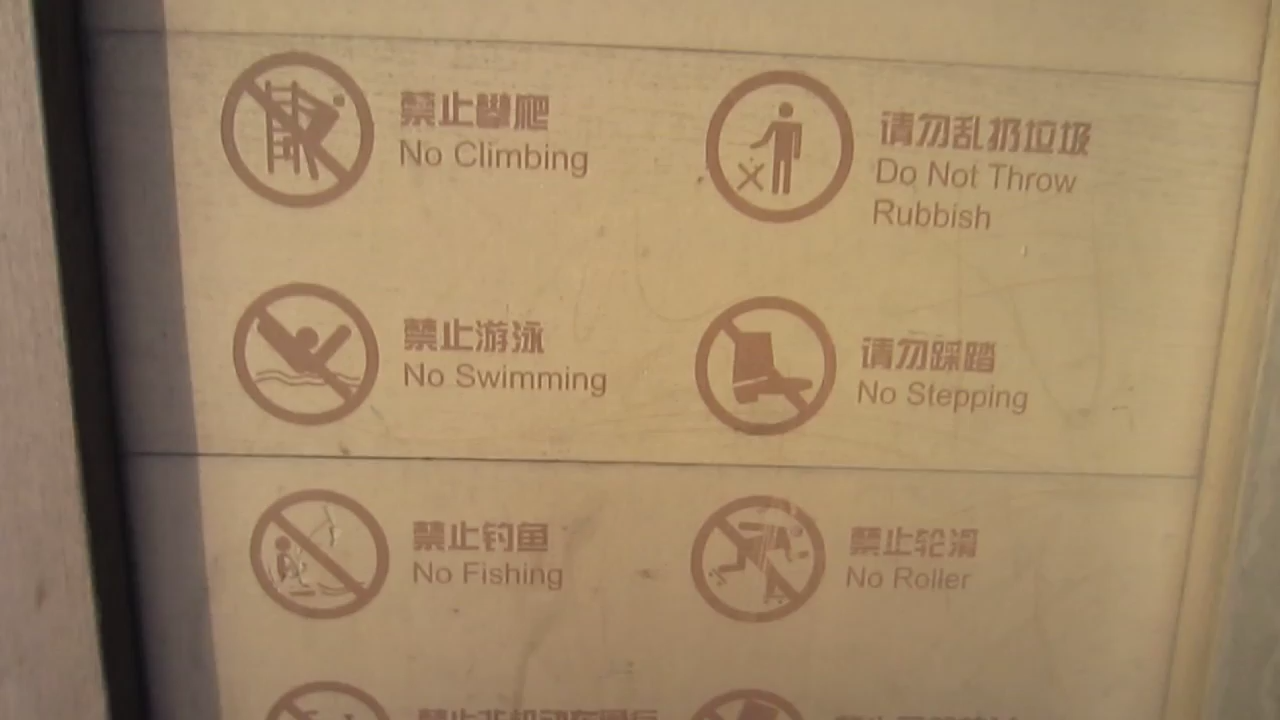 禁止攀爬
No Climbing
请勿乱扔垃圾
Do Not Throw
Rubbish
禁止游泳
No Swimming
请勿踩踏
No Stepping
禁止钓鱼
No Fishing
禁止轮滑
No Roller